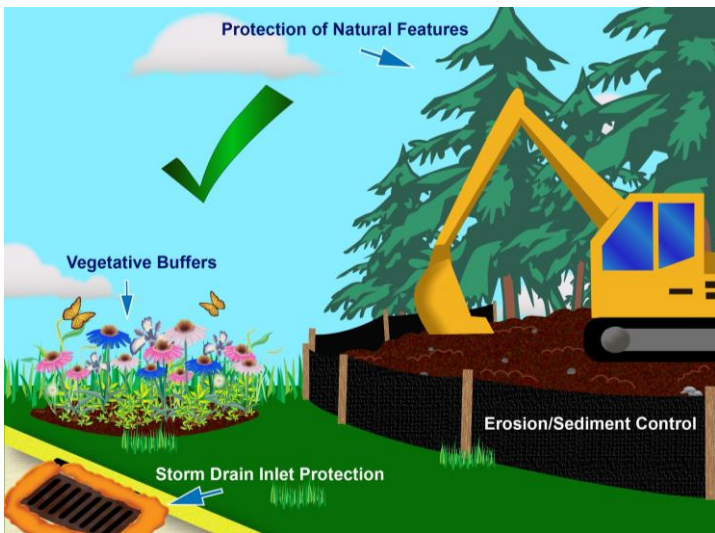 Protection of Natural Features
Vegetative Buffers
Erosion/Sediment Control
Storm Drain Inlet Protection